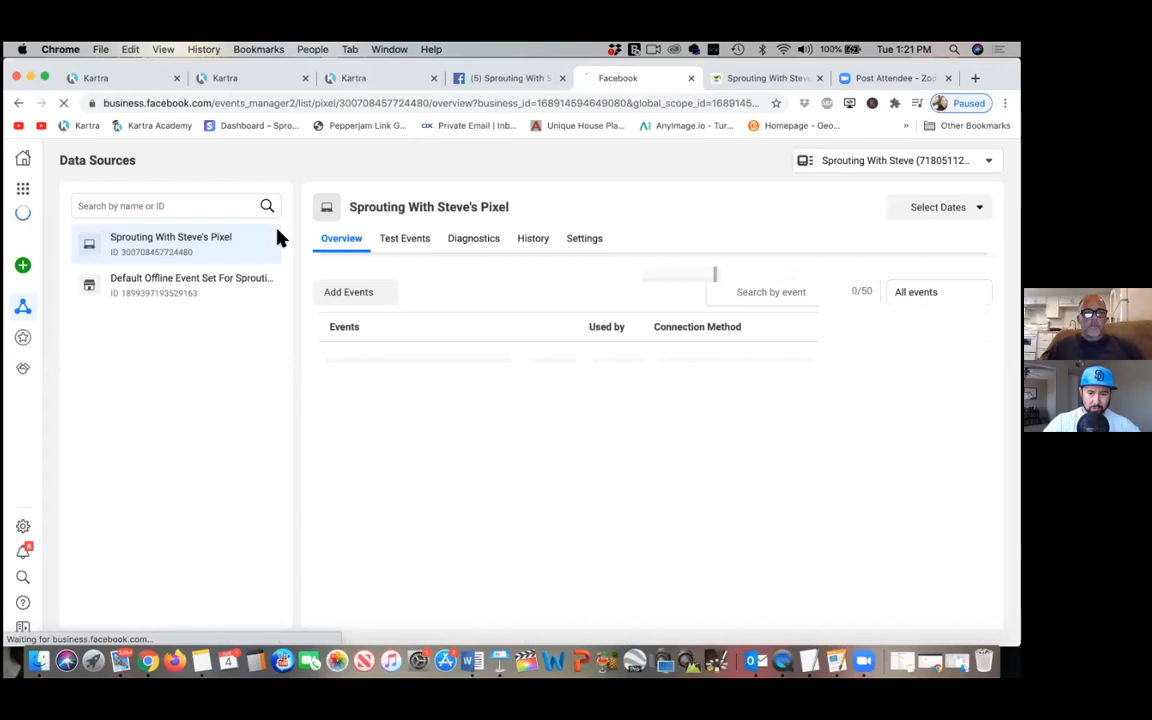 Chrome File Edit View History Bookmarks People Tab Window Help 100% Tue 1:21 PM
Kartra Kartra Kartra (5) Sprouting With S Facebook Sprouting With Steve Post Attendee - Zoo
business.facebook.com/events_manager2/list/pixel/300708457724480/overview?business_id=1689145946490​80&global_scope_id=1689145... Paused
Kartra Kartra Academy Dashboard – Spro... Pepperjam Link G... Private Email | Inb... Unique House Pla... AnyImage.io - Tur... Homepage - Geo... » Other Bookmarks
Data Sources
Sprouting With Steve (71805112...
Search by name or ID
Sprouting With Steve's Pixel
ID 300708457724480
Default Offline Event Set For Sprouti...
ID 1899397193529163
Sprouting With Steve's Pixel
Select Dates
Overview Test Events Diagnostics History Settings
Add Events
Search by event
0/50
All events
Events Used by Connection Method
Waiting for business.facebook.com...